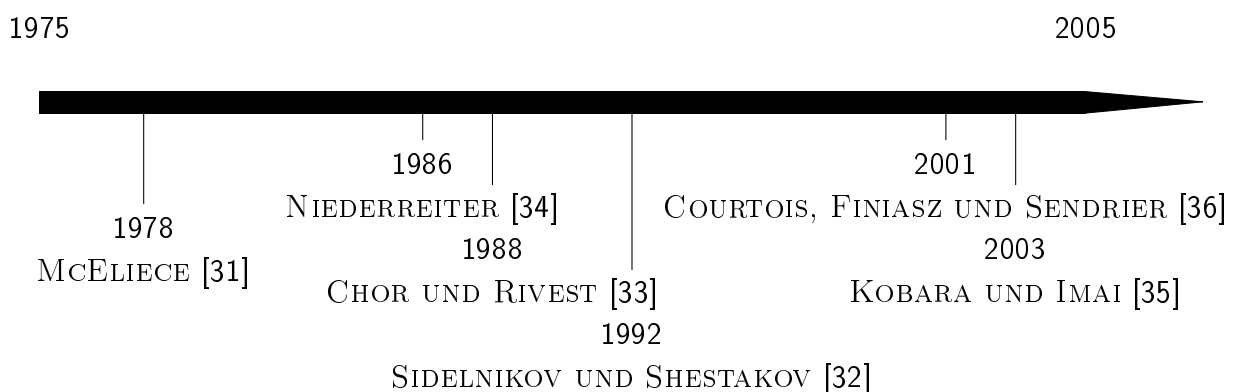 1975 2005
1986 2001
NIEDERREITER [34] COURTOIS, FINIASZ UND SENDRIER [36]
1978 1988 2003
MCELIECE [31]
CHOR UND RIVEST [33] KOBARA UND IMAI [35]
1992
SIDELNIKOV UND SHESTAKOV [32]